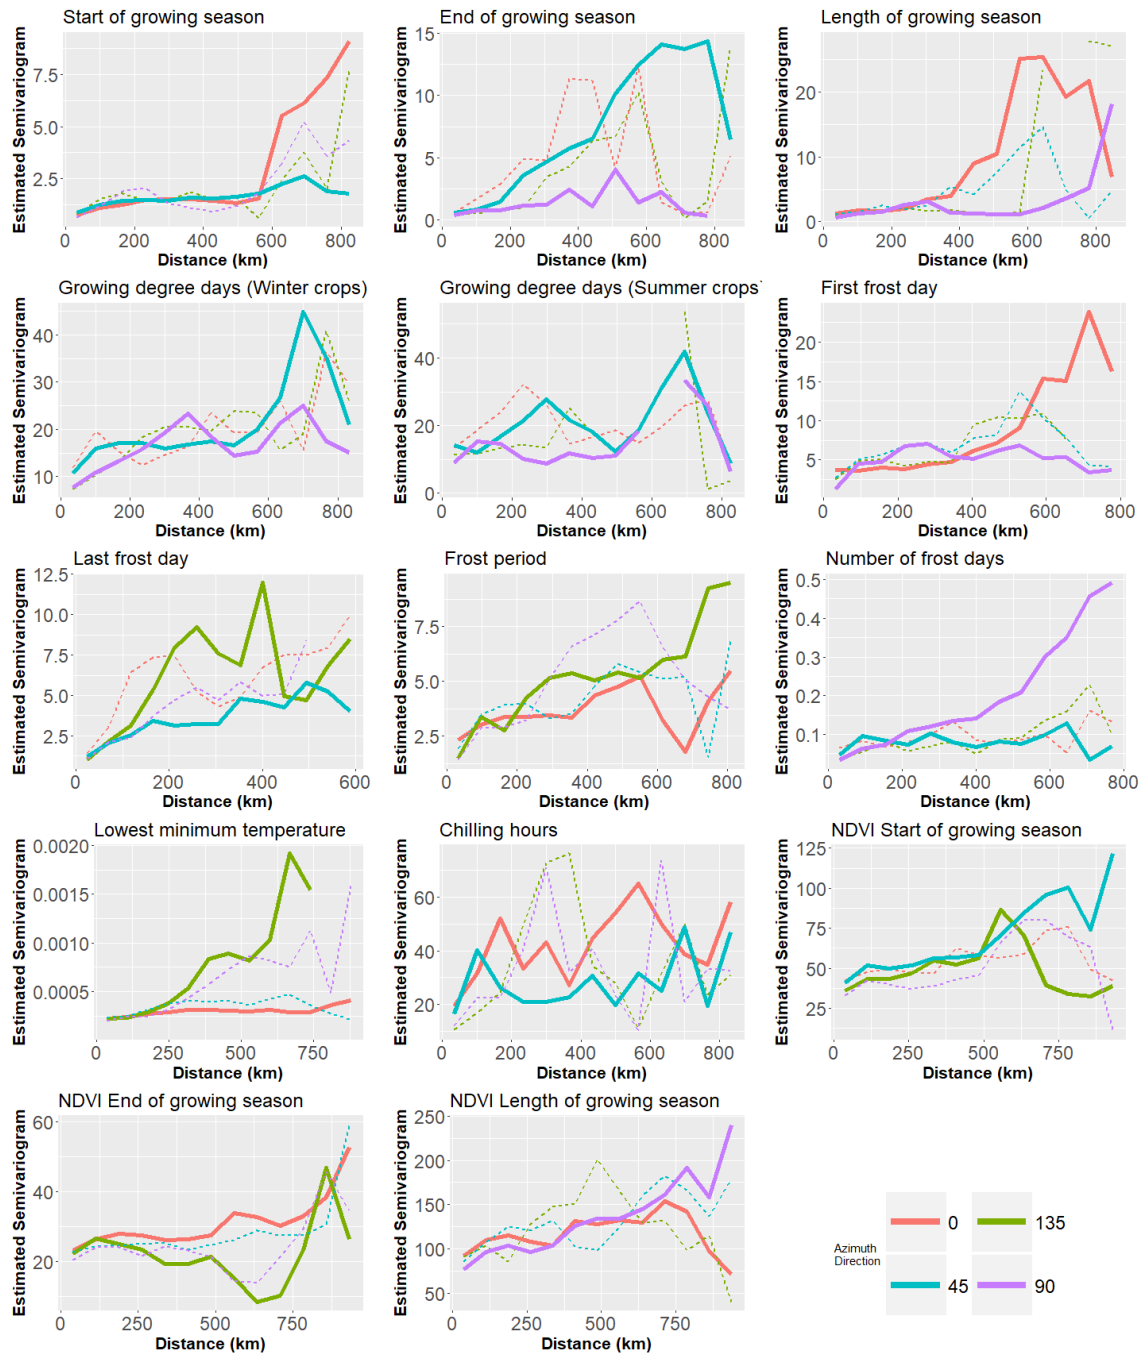 Start of growing season
Estimated Semivariogram
7.5
5.0
2.5
0 200 400 600 800
Distance (km)
End of growing season
Estimated Semivariogram
15
10
5
0
0 200 400 600 800
Distance (km)
Length of growing season
Estimated Semivariogram
20
10
0
0 200 400 600 800
Distance (km)
Growing degree days (Winter crops)
Estimated Semivariogram
40
30
20
10
0 200 400 600 800
Distance (km)
Growing degree days (Summer crops
Estimated Semivariogram
40
20
0
0 200 400 600 800
Distance (km)
First frost day
Estimated Semivariogram
20
15
10
5
0 200 400 600 800
Distance (km)
Last frost day
Estimated Semivariogram
12.5
10.0
7.5
5.0
2.5
0 200 400 600
Distance (km)
Frost period
Estimated Semivariogram
7.5
5.0
2.5
0 200 400 600 800
Distance (km)
Number of frost days
Estimated Semivariogram
0.5
0.4
0.3
0.2
0.1
0 200 400 600 800
Distance (km)
Lowest minimum temperature
Estimated Semivariogram
0.0020
0.0015
0.0010
0.0005
0 250 500 750
Distance (km)
Chilling hours
Estimated Semivariogram
60
40
20
0 200 400 600 800
Distance (km)
NDVI Start of growing season
Estimated Semivariogram
125
100
75
50
25
0 250 500 750
Distance (km)
NDVI End of growing season
Estimated Semivariogram
60
40
20
0 250 500 750
Distance (km)
NDVI Length of growing season
Estimated Semivariogram
250
200
150
100
50
0 250 500 750
Distance (km)
Azimuth
Direction
0 135
45 90